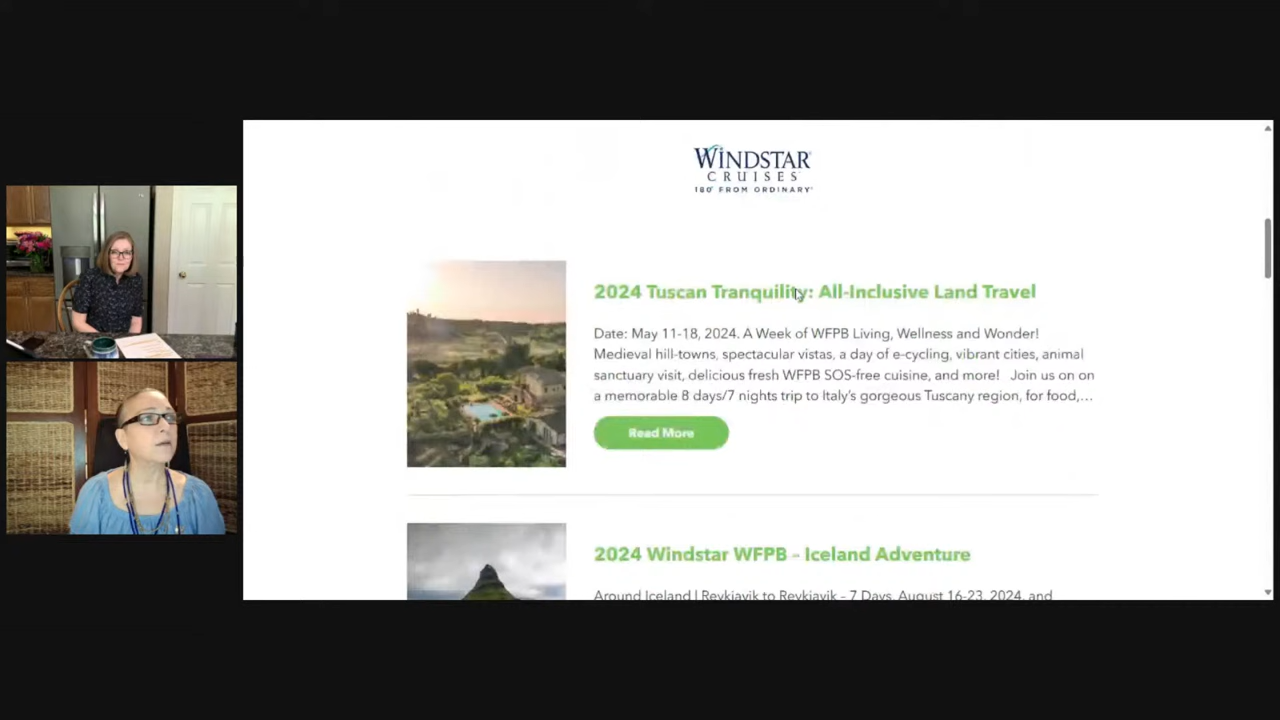 WINDSTAR
CRUISES
180° FROM ORDINARY
2024 Tuscan Tranquility: All-Inclusive Land Travel
Date: May 11-18, 2024. A Week of WFPB Living, Wellness and Wonder!
Medieval hill-towns, spectacular vistas, a day of e-cycling, vibrant cities, animal
sanctuary visit, delicious fresh WFPB SOS-free cuisine, and more! Join us on on
a memorable 8 days/7 nights trip to Italy's gorgeous Tuscany region, for food,...
Read More
2024 Windstar WFPB – Iceland Adventure
Around Iceland | Reykjavik to Reykjavik – 7 Days, August 16-23, 2024, and